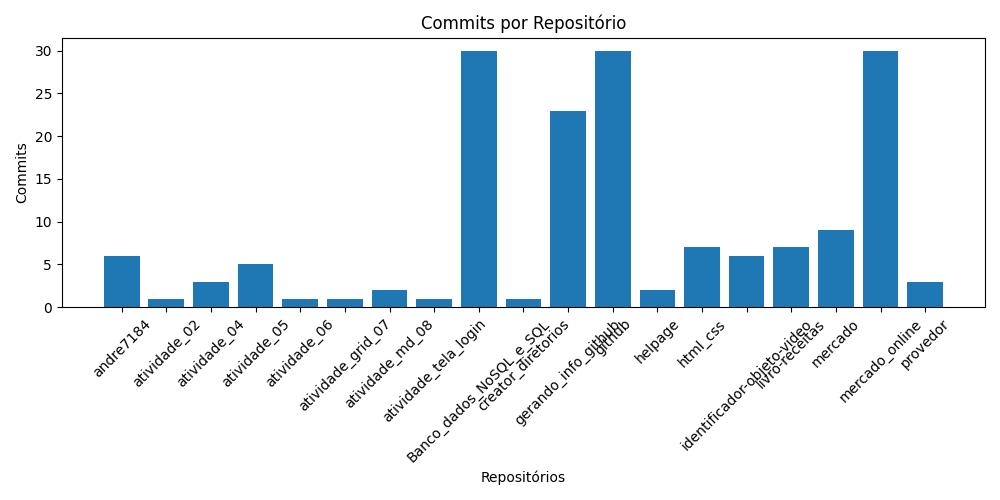 Commits por Repositório
Commits
30
25
20
15
10
5
0
andre7184
atividade_02
atividade_04
atividade_05
atividade_06
atividade_grid_07
atividade_md_08
atividade_tela_login
Banco_dados_NoSQL_e_SQL
creator_diretorios
gerando_info_github
github
helpage
html_css
identificador-objeto-video
livro-receitas
mercado
mercado_online
provedor
Repositórios